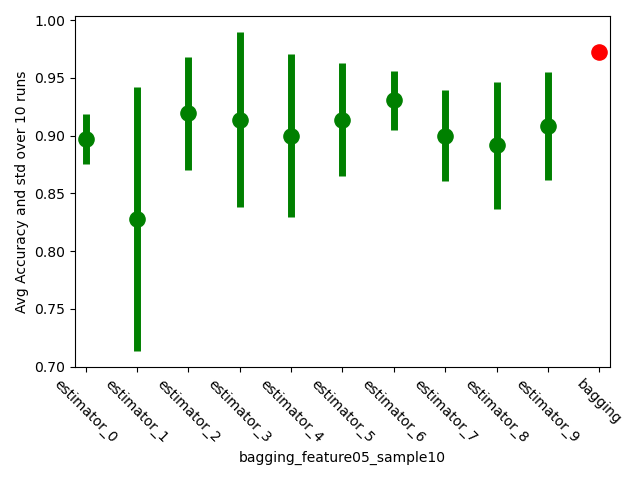 1.00
0.95
0.90
0.85
0.80
0.75
0.70
Avg Accuracy and std over 10 runs
estimator_0
estimator_1
estimator_2
estimator_3
estimator_4
estimator_5
estimator_6
estimator_7
estimator_8
estimator_9
bagging
bagging_feature05_sample10